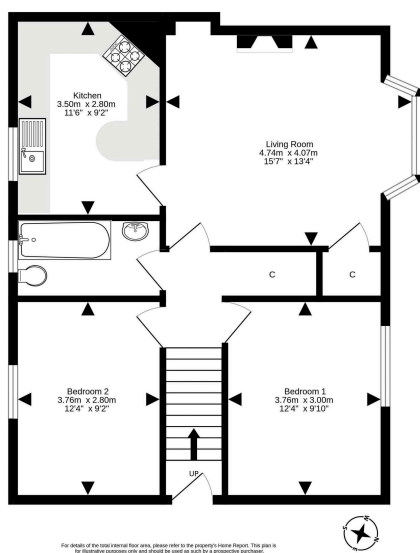 Kitchen
3.50m x 2.80m
11'6" x 9'2"
Living Room
4.74m x 4.07m
15'7" x 13'4"
C
C
Bedroom 2
3.76m x 2.80m
12'4" x 9'2"
Bedroom 1
3.76m x 3.00m
12'4" x 9'10"
UP
For details of the total internal floor area, please refer to the property's Home Report. This plan is
for illustrative purposes only and should be used as such by a prospective purchaser.